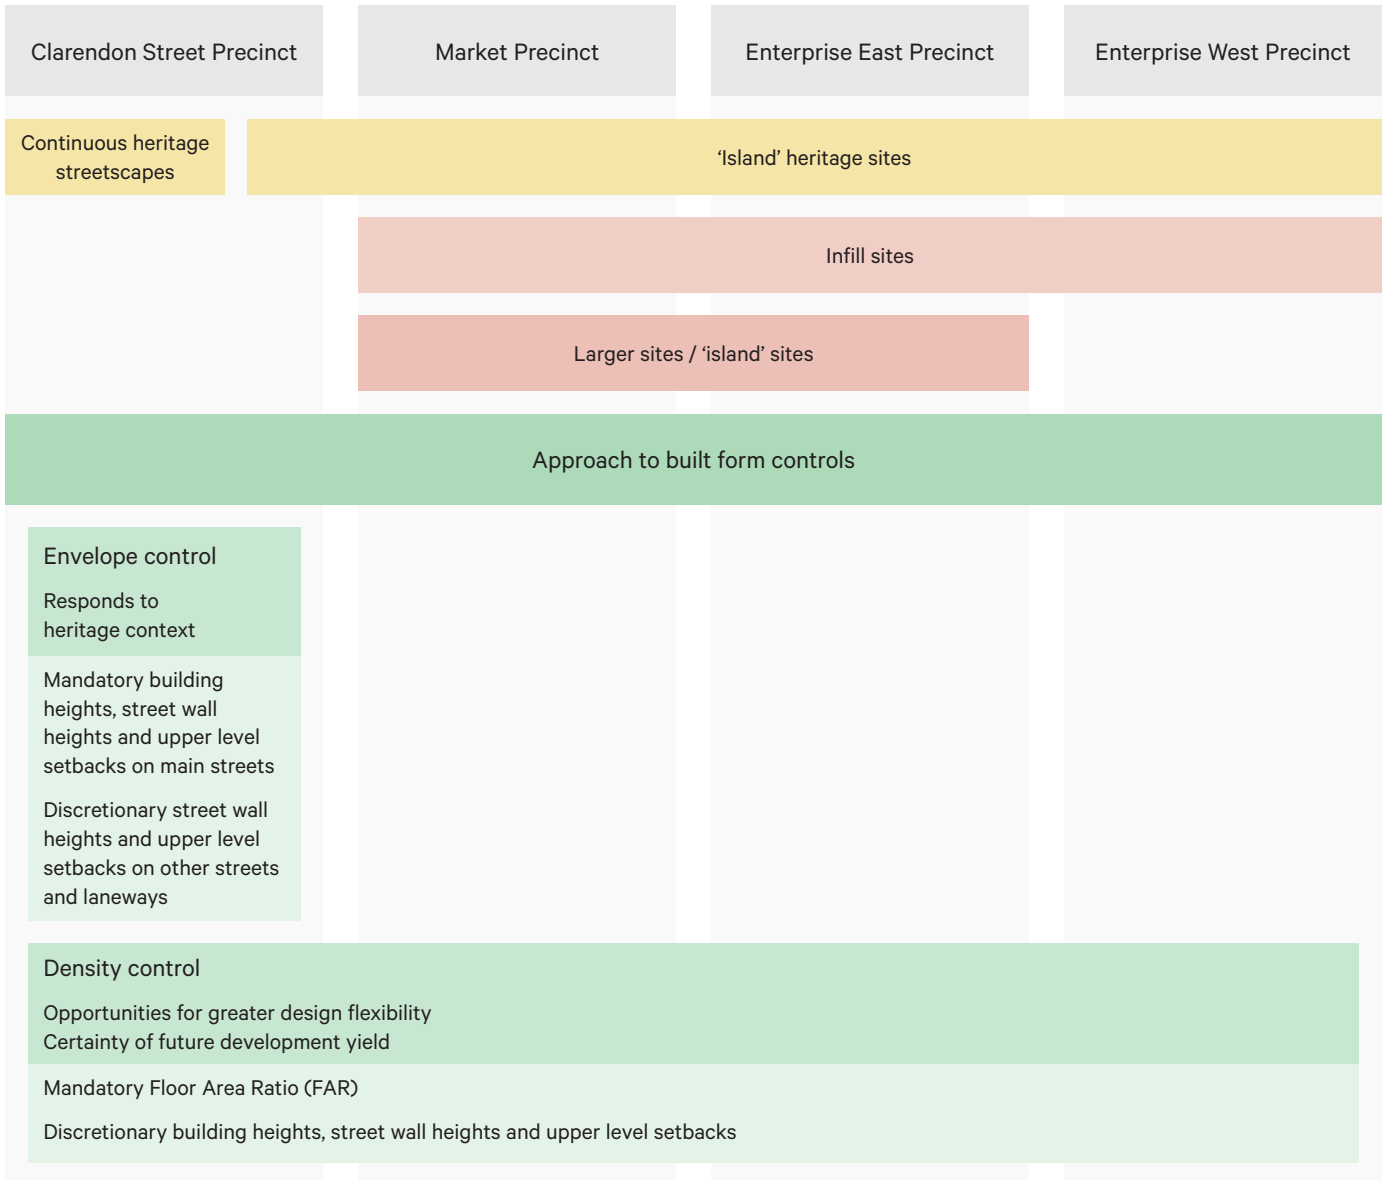 Clarendon Street Precinct
Market Precinct
Enterprise East Precinct
Enterprise West Precinct
Continuous heritage
streetscapes
‘Island’ heritage sites
Infill sites
Larger sites / ‘island’ sites
Approach to built form controls
Envelope control
Responds to
heritage context
Mandatory building
heights, street wall
heights and upper level
setbacks on main streets
Discretionary street wall
heights and upper level
setbacks on other streets
and laneways
Density control
Opportunities for greater design flexibility
Certainty of future development yield
Mandatory Floor Area Ratio (FAR)
Discretionary building heights, street wall heights and upper level setbacks